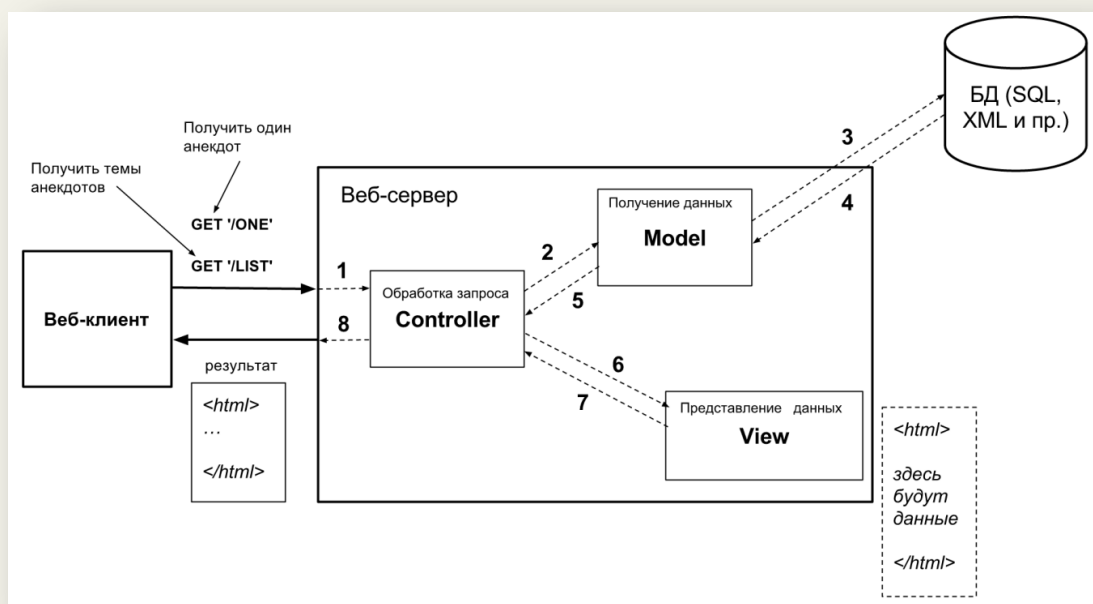 БД (SQL,
XML и пр.)
Получить один
анекдот
Получить темы
анекдотов
GET '/ONE'
GET '/LIST'
Веб-клиент
результат
<html>
…
</html>
Веб-сервер
1
8
Обработка запроса
Controller
2
5
Получение данных
Model
3
4
6
7
Представление данных
View
<html>
здесь
будут
данные
</html>